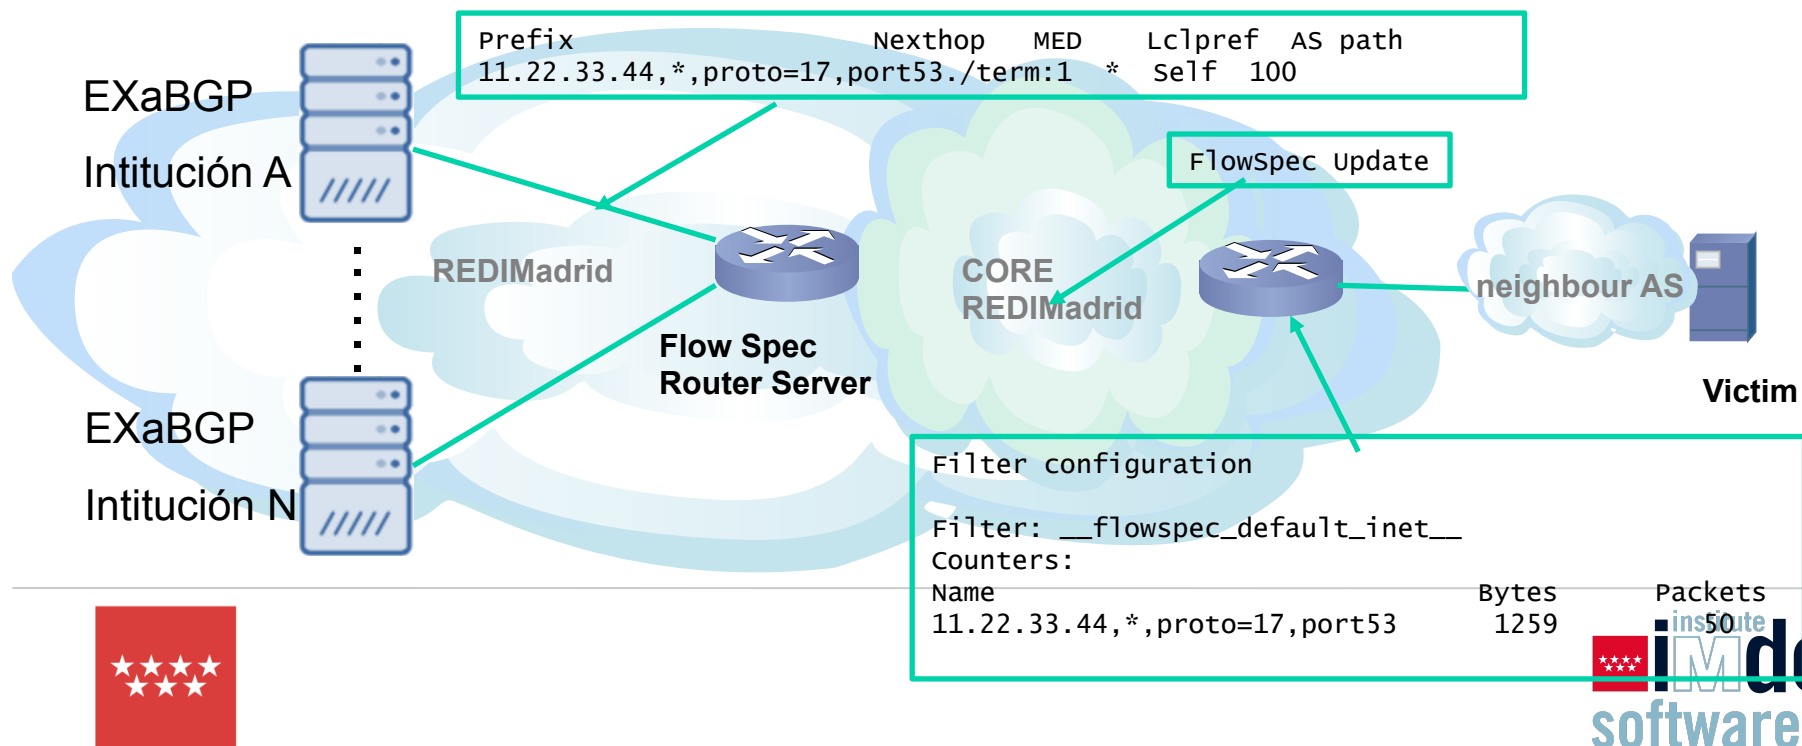 Prefix Nexthop MED Lclpref AS path
11.22.33.44,*,proto=17,port53./term:1 * Self 100
EXaBGP
Intitución A
FlowSpec Update
REDIMadrid
CORE
REDIMadrid
neighbour AS
Flow Spec
Router Server
Victim
EXaBGP
Intitución N
Filter configuration
Filter: __flowspec_default_inet__
Counters:
Name Bytes Packets
11.22.33.44,*,proto=17,port53 1259 50
institute
software